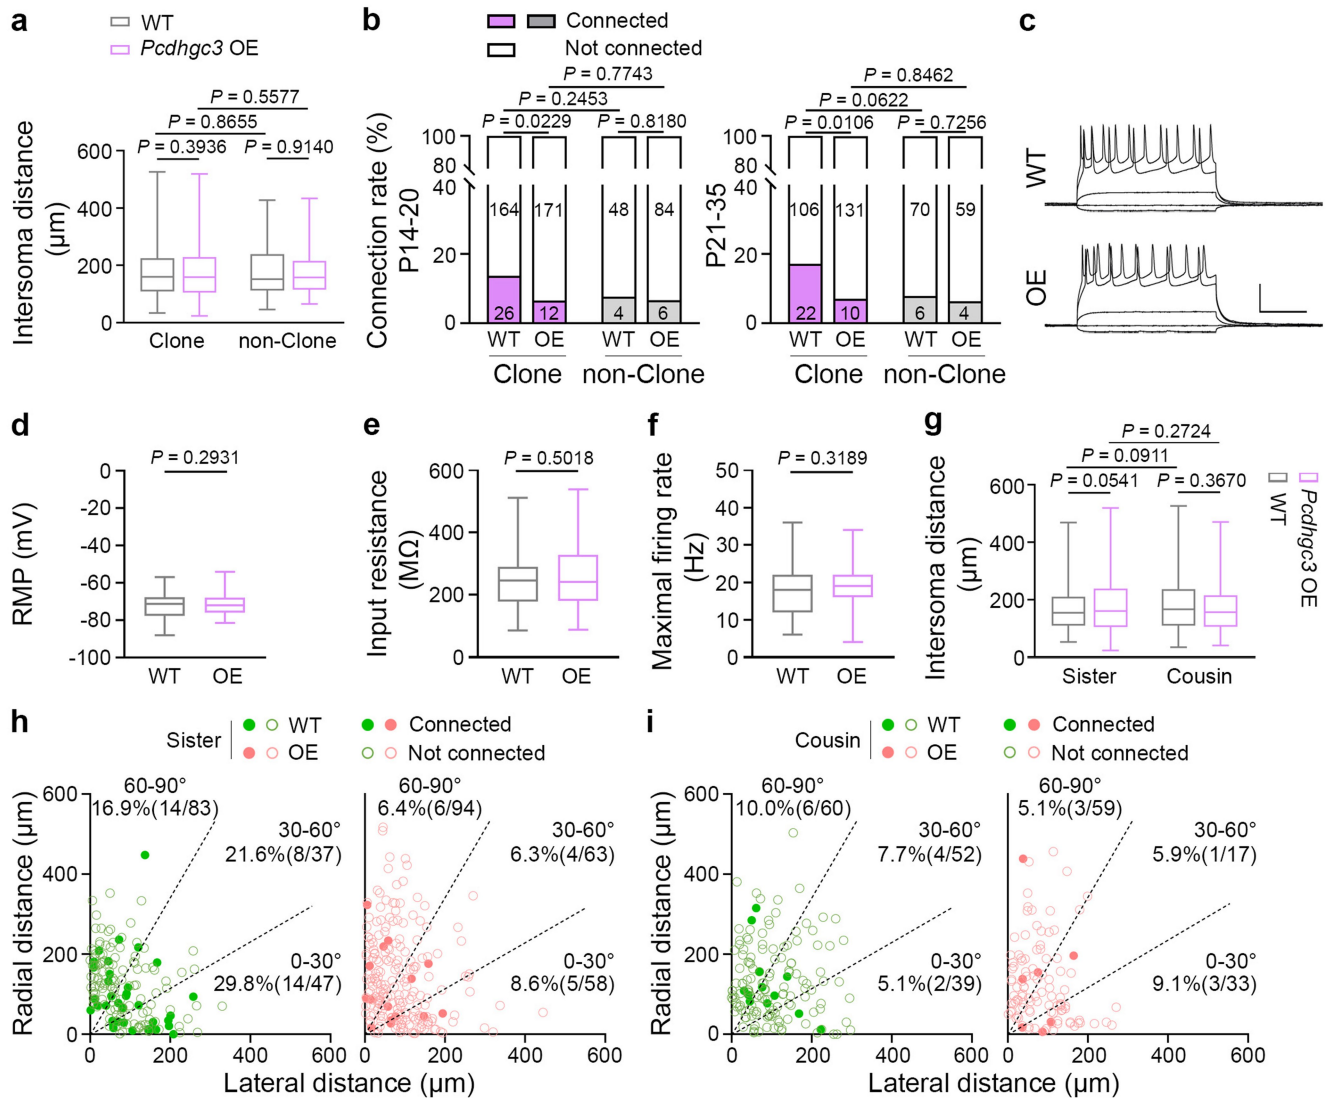 a
WT
Pcdhgc3 OE
P = 0.5577
P = 0.8655
P = 0.3936
P = 0.9140
Intersoma distance
(μm)
600
400
200
0
Clone
non-Clone
b
Connected
Not connected
P = 0.7743
P = 0.2453
P = 0.0229
P = 0.8180
Connection rate (%)
P14-20
100
80
40
20
0
164
171
48
84
26
12
4
6
WT
OE
WT
OE
Clone
non-Clone
P = 0.8462
P = 0.0622
P = 0.0106
P = 0.7256
P21-35
100
80
40
20
0
106
131
70
59
22
10
6
4
WT
OE
WT
OE
Clone
non-Clone
c
WT
OE
d
P = 0.2931
RMP (mV)
0
-20
-40
-60
-80
-100
WT
OE
e
P = 0.5018
Input resistance
(MΩ)
600
400
200
0
WT
OE
f
P = 0.3189
Maximal firing rate
(Hz)
50
40
30
20
10
0
WT
OE
g
P = 0.2724
P = 0.0911
P = 0.0541
P = 0.3670
Intersoma distance
(μm)
600
400
200
0
Sister
Cousin
Pcdhgc3 OE
WT
h
Sister
WT
OE
Connected
Not connected
Radial distance (μm)
600
400
200
0
60-90°
16.9%(14/83)
30-60°
21.6%(8/37)
0-30°
29.8%(14/47)
0
200
400
600
60-90°
6.4%(6/94)
30-60°
6.3%(4/63)
0-30°
8.6%(5/58)
0
200
400
600
Lateral distance (μm)
i
Cousin
WT
OE
Connected
Not connected
Radial distance (μm)
600
400
200
0
60-90°
10.0%(6/60)
30-60°
7.7%(4/52)
0-30°
5.1%(2/39)
0
200
400
600
60-90°
5.1%(3/59)
30-60°
5.9%(1/17)
0-30°
9.1%(3/33)
0
200
400
600
Lateral distance (μm)